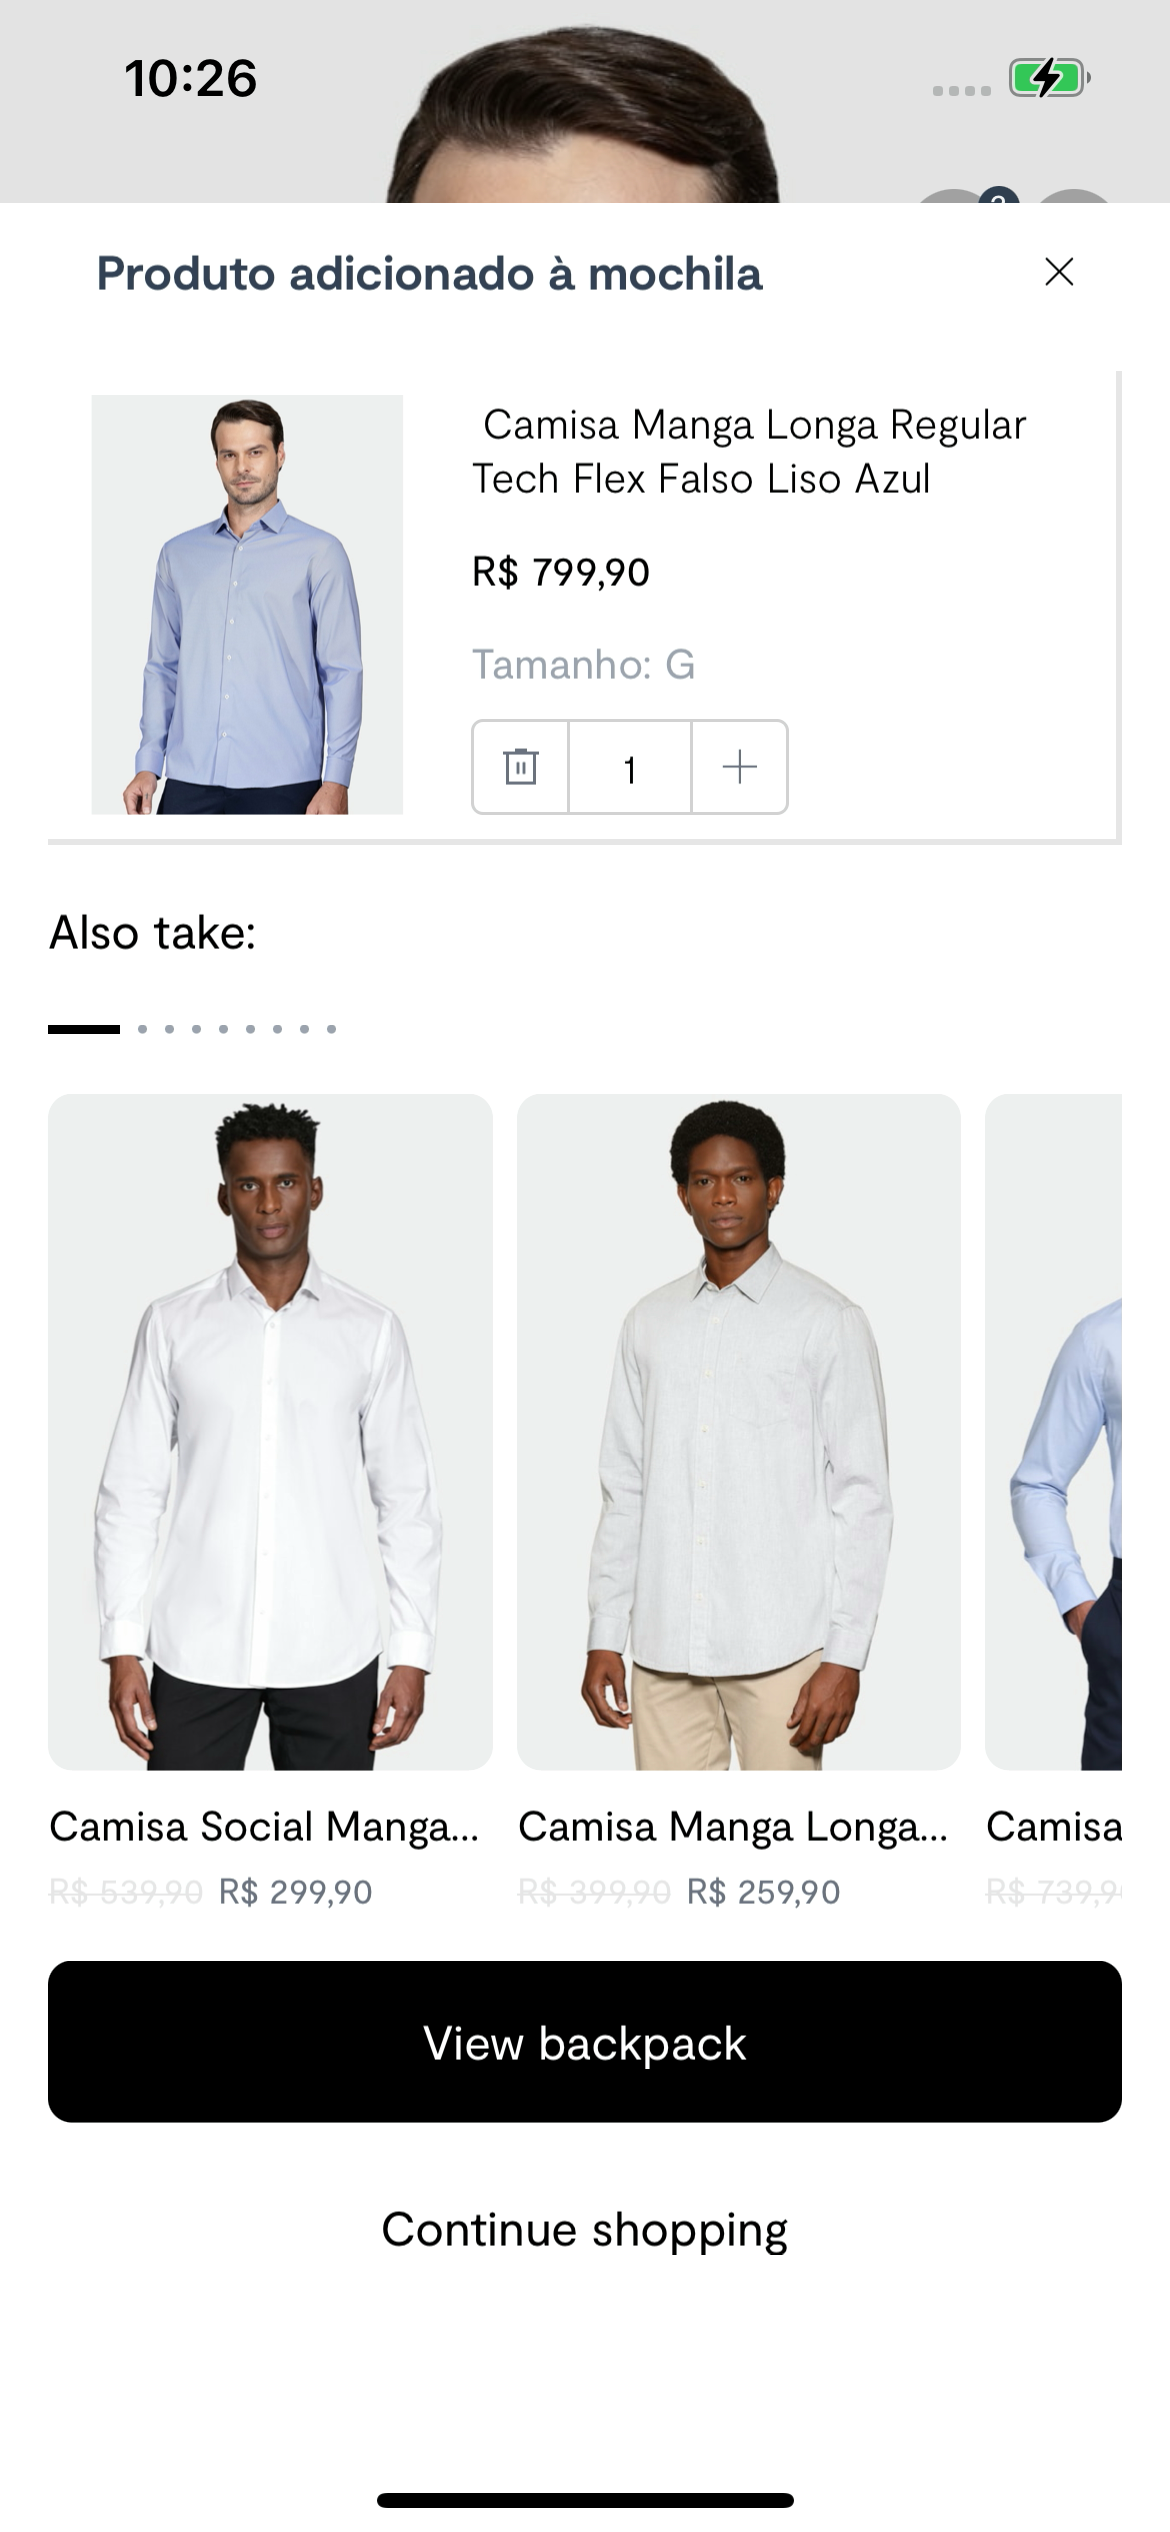 10:26
Produto adicionado à mochila
Camisa Manga Longa Regular
Tech Flex Falso Liso Azul
R$ 799,90
Tamanho: G
1
Also take:
Camisa Social Manga...
Camisa Manga Longa...
Camisa
R$ 539,90 R$ 299,90
R$ 399,90 R$ 259,90
R$ 739,9
View backpack
Continue shopping